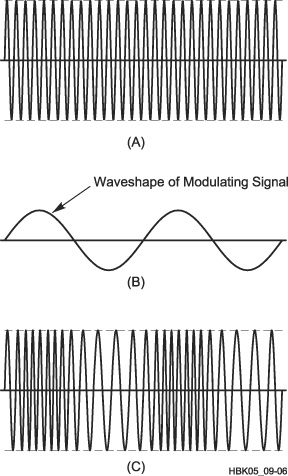 (A)
Waveshape of Modulating Signal
(B)
HBK05_09-06
(C)